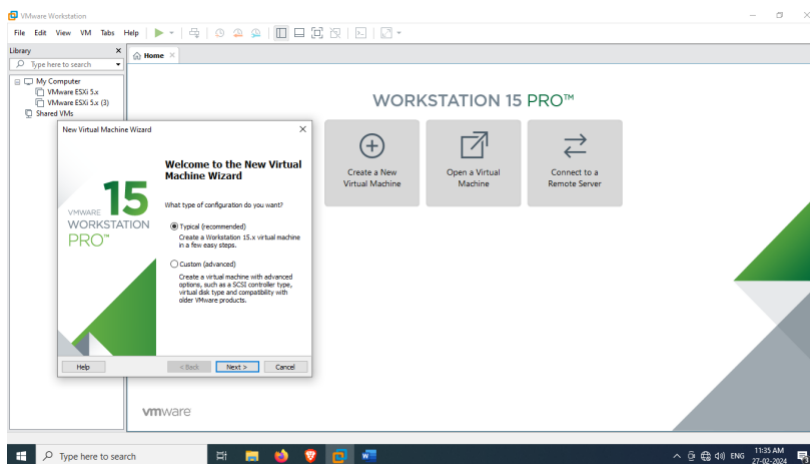 VMware Workstation
File Edit View VM Tabs Help
Library
Type here to search
Home
My Computer
VMware ESXi 5.x
VMware ESXi 5.x (3)
Shared VMs
WORKSTATION 15 PRO™
Create a New
Virtual Machine
Open a Virtual
Machine
Connect to a
Remote Server
New Virtual Machine Wizard
VMWARE 15
WORKSTATION
PRO™
Welcome to the New Virtual
Machine Wizard
What type of configuration do you want?
Typical (recommended)
Create a Workstation 15.x virtual machine
in a few easy steps.
Custom (advanced)
Create a virtual machine with advanced
options, such as a SCSI controller type,
virtual disk type and compatibility with
older VMware products.
Help < Back Next > Cancel
vmware
Type here to search
ENG
11:35 AM
27-02-2024